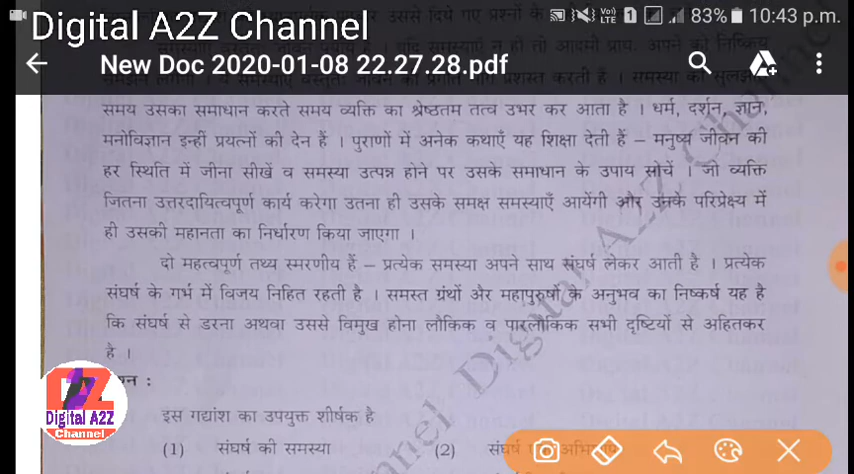 Digital A2Z Channel
Vo)) LTE 1 83% 10:43 p.m.
New Doc 2020-01-08 22.27.28.pdf
समय उसका समाधान करते समय व्यक्ति का श्रेष्ठतम तत्व उभर कर आता है । धर्म, दर्शन, ज्ञान,
मनोविज्ञान इन्हीं प्रयत्नों की देन हैं । पुराणों में अनेक कथाएँ यह शिक्षा देती हैं – मनुष्य जीवन की
हर स्थिति में जीना सीखें व समस्या उत्पन्न होने पर उसके समाधान के उपाय सोचें । जो व्यक्ति
जितना उत्तरदायित्वपूर्ण कार्य करेगा उतना ही उसके समक्ष समस्याएँ आयेंगी और उनके परिप्रेक्ष्य में
ही उसकी महानता का निर्धारण किया जाएगा ।
दो महत्वपूर्ण तथ्य स्मरणीय हैं – प्रत्येक समस्या अपने साथ संघर्ष लेकर आती है । प्रत्येक
संघर्ष के गर्भ में विजय निहित रहती है । समस्त ग्रंथों और महापुरुषों के अनुभव का निष्कर्ष यह है
कि संघर्ष से डरना अथवा उससे विमुख होना लौकिक व पारलौकिक सभी दृष्टियों से अहितकर
है ।
इस गद्यांश का उपयुक्त शीर्षक है
(1) संघर्ष की समस्या (2) संघर्ष
Digital A2Z
Channel